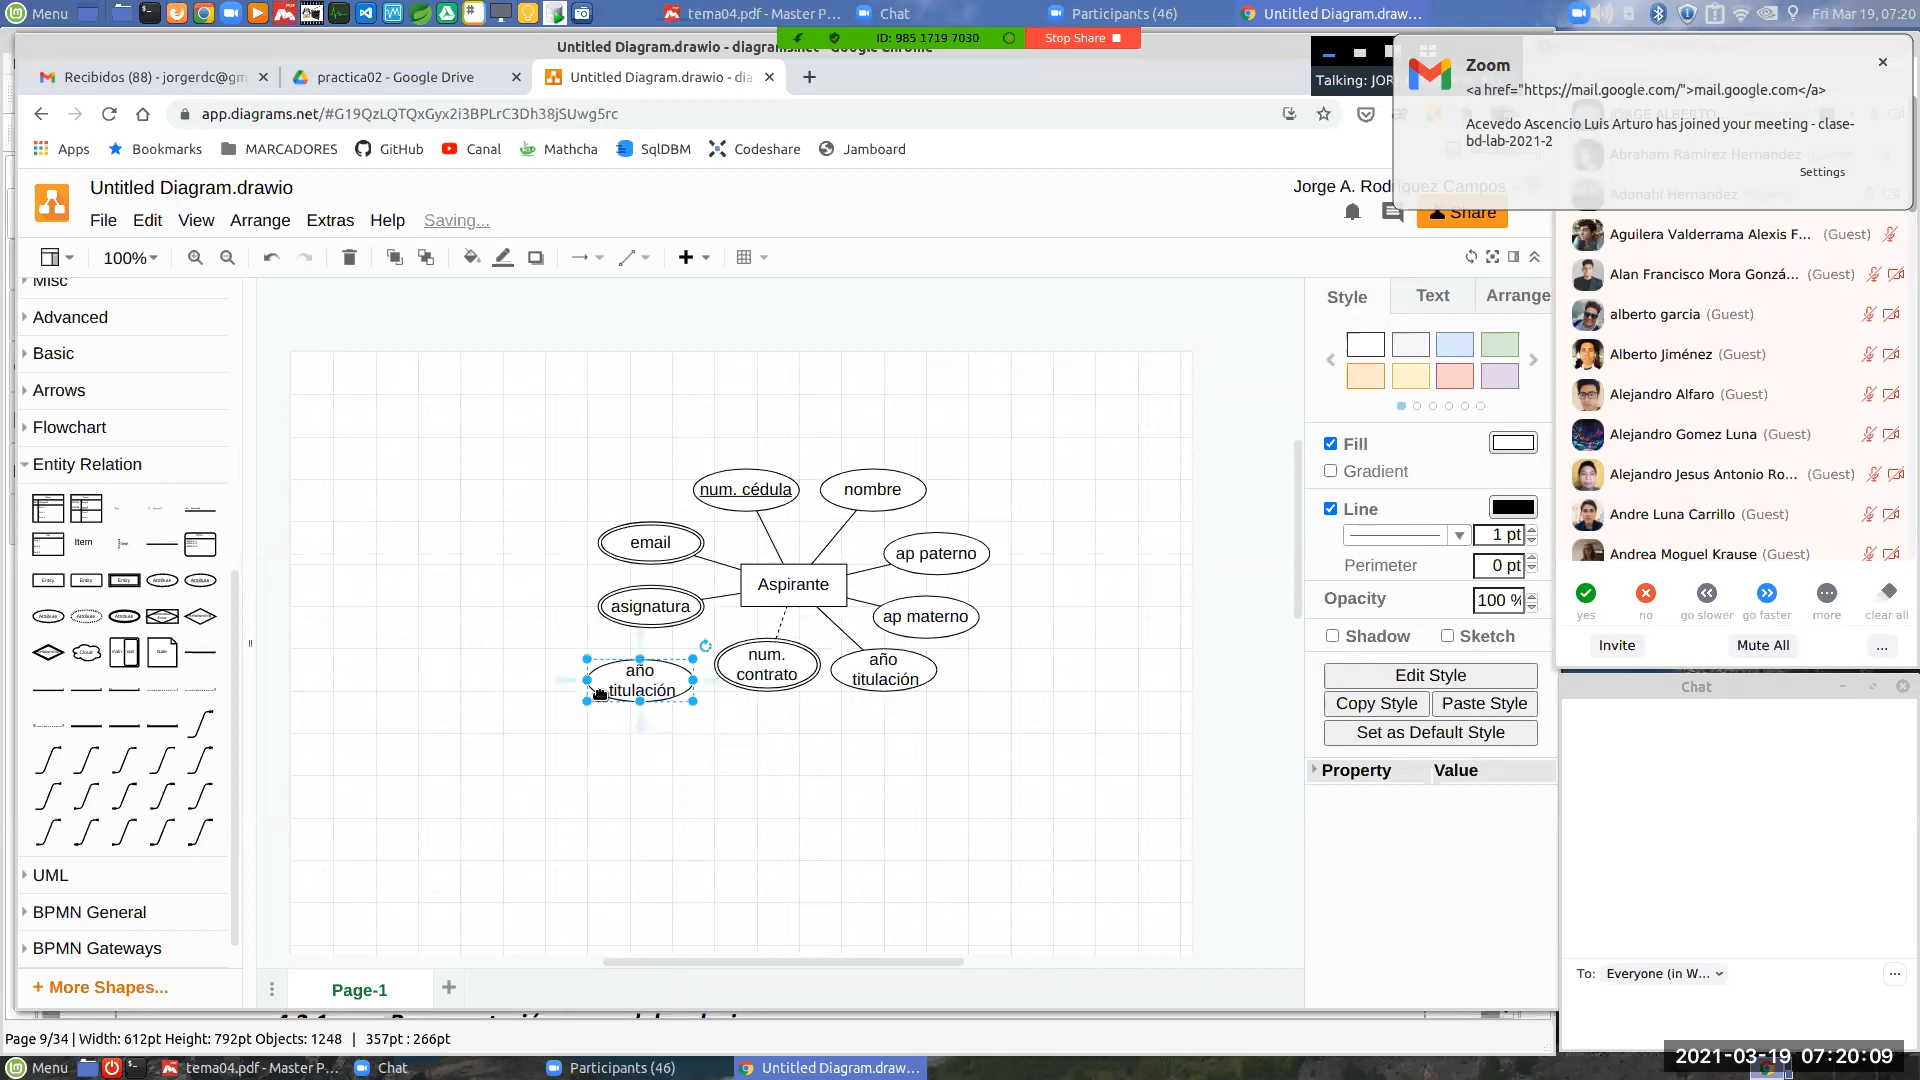 Menu
tema04.pdf - Master P...
Chat
Participants (46)
Untitled Diagram.draw...
Fri Mar 19, 07:20
Untitled Diagram.drawio - diagrams.net - Google Chrome
ID: 985 1719 7030
Stop Share
Recibidos (88) - jorgerdc@gm
practica02 - Google Drive
Untitled Diagram.drawio - dia
Talking: JOR
app.diagrams.net/#G19QzLQTQxGyx2i3BPLrC3Dh38jSUwg5rc
Apps
Bookmarks
MARCADORES
GitHub
Canal
Mathcha
SqlDBM
Codeshare
Jamboard
Zoom
<a href="https://mail.google.com/">mail.google.com</a>
Acevedo Ascencio Luis Arturo has joined your meeting - clase-
bd-lab-2021-2
Settings
Untitled Diagram.drawio
Jorge A. Rodríguez Campos
File
Edit
View
Arrange
Extras
Help
Saving...
Share
100%
Misc
Advanced
Basic
Arrows
Flowchart
Entity Relation
Item
UML
BPMN General
BPMN Gateways
+ More Shapes...
num. cédula
nombre
email
ap paterno
Aspirante
asignatura
ap materno
num.
contrato
año
titulación
año
titulación
Page-1
Style
Text
Arrange
Fill
Gradient
Line
1 pt
Perimeter
0 pt
Opacity
100 %
Shadow
Sketch
Edit Style
Copy Style
Paste Style
Set as Default Style
Property
Value
Abraham Ramirez Hernandez
Adonahi Hernandez
Aguilera Valderrama Alexis F... (Guest)
Alan Francisco Mora Gonzá... (Guest)
alberto garcia (Guest)
Alberto Jiménez (Guest)
Alejandro Alfaro (Guest)
Alejandro Gomez Luna (Guest)
Alejandro Jesus Antonio Ro... (Guest)
Andre Luna Carrillo (Guest)
Andrea Moguel Krause (Guest)
yes
no
go slower
go faster
more
clear all
Invite
Mute All
...
Chat
To: Everyone (in W...
Page 9/34 | Width: 612pt Height: 792pt Objects: 1248 | 357pt : 266pt
Menu
tema04.pdf - Master P...
Chat
Participants (46)
Untitled Diagram.draw...
2021-03-19 07:20:09